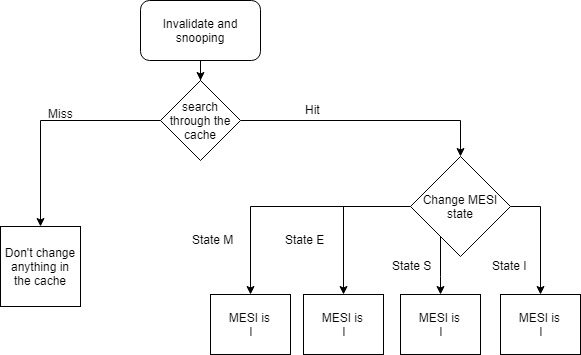 Invalidate and
snooping
search
through the
cache
Miss
Hit
Change MESI
state
Don't change
anything in
the cache
State M
State E
State S
State I
MESI is
I
MESI is
I
MESI is
I
MESI is
I